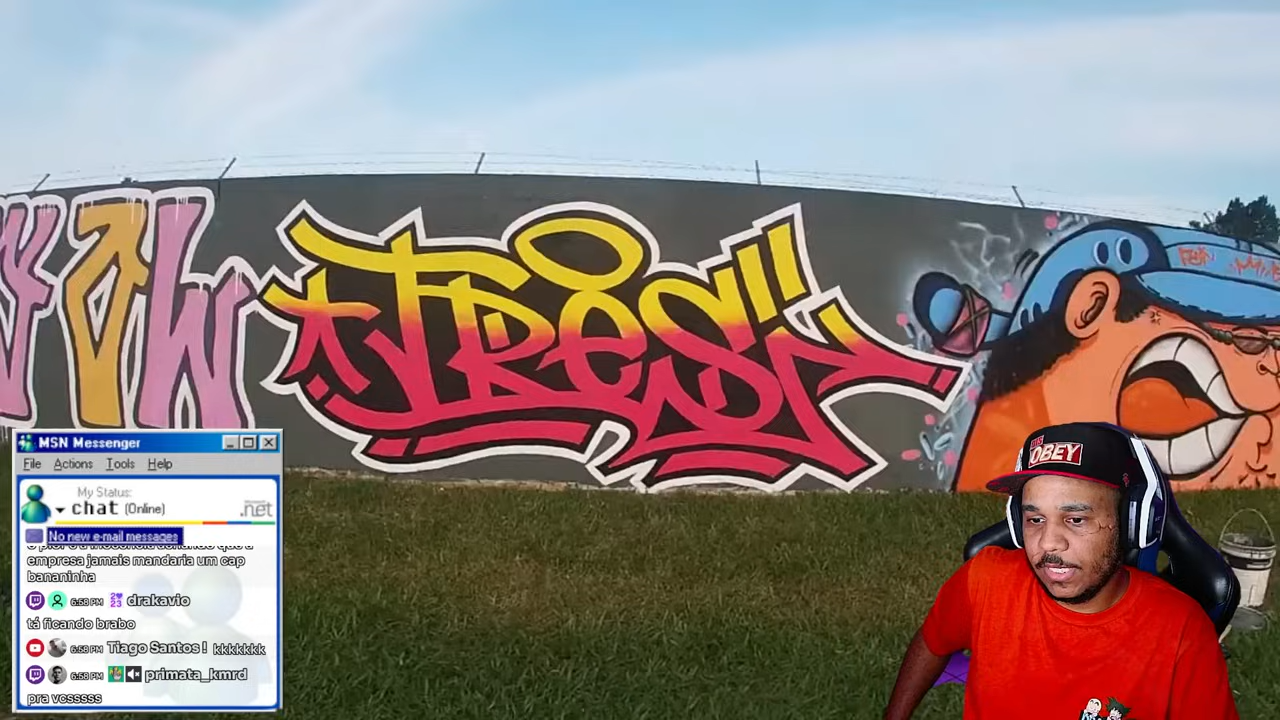 TRESH
OBEY
MSN Messenger
File Actions Tools Help
My Status:
chat (Online)
Microsoft
.net
No new e-mail messages
empresa jamais mandaria um cap
bananinha
6:58 PM drakavio
tá ficando brabo
6:58 PM Tiago Santos ! kkkkkkk
6:58 PM primata_kmrd
pra vcsssss